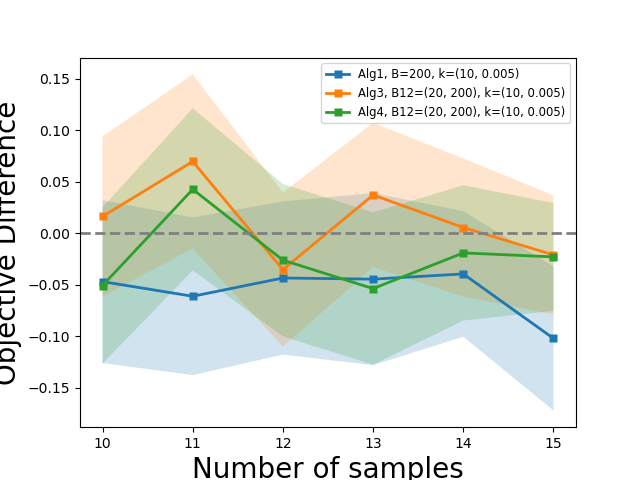 Objective Difference
0.15
0.10
0.05
0.00
−0.05
−0.10
−0.15
Alg1, B=200, k=(10, 0.005)
Alg3, B12=(20, 200), k=(10, 0.005)
Alg4, B12=(20, 200), k=(10, 0.005)
10 11 12 13 14 15
Number of samples